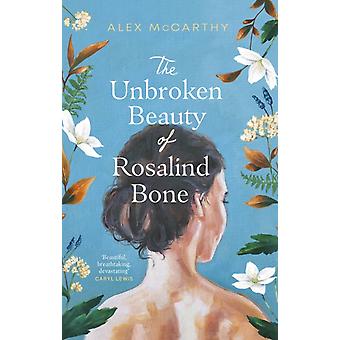 ALEX McCARTHY
The
Unbroken
Beauty
of
Rosalind
Bone
'Beautiful,
breathtaking,
devastating'
CARYL LEWIS